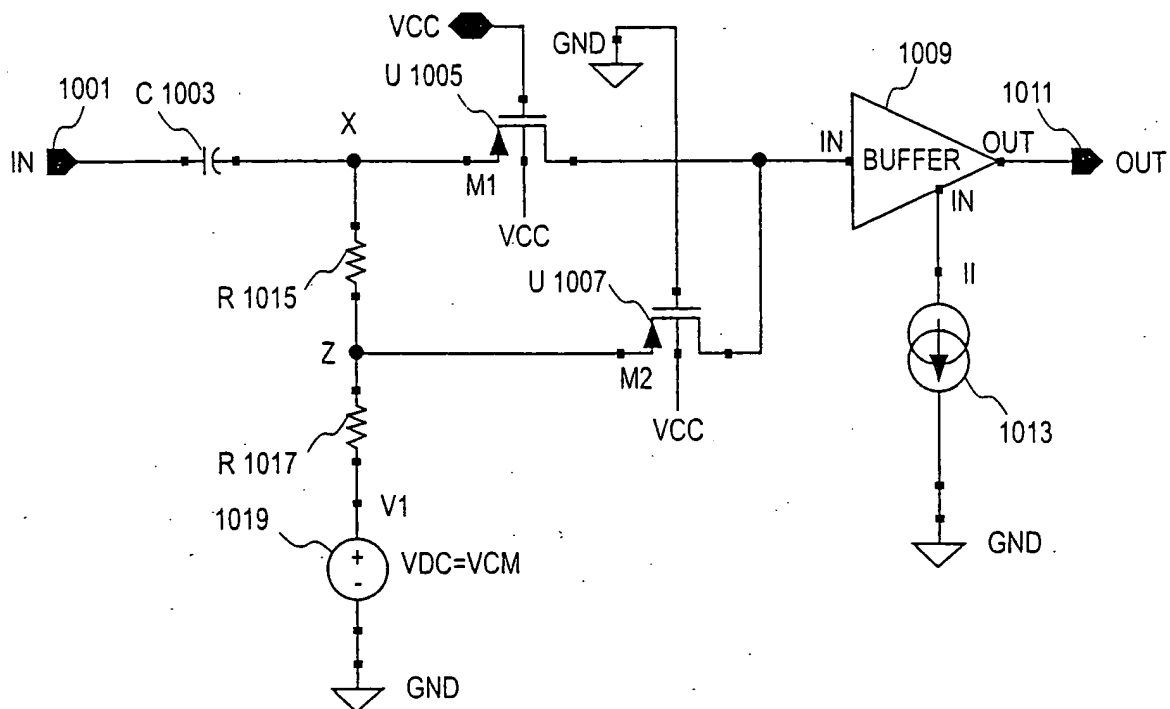 VCC
GND
1009
1001
C 1003
U 1005
1011
X
IN
M1
IN
BUFFER
OUT
OUT
IN
VCC
R 1015
U 1007
II
Z
M2
VCC
1013
R 1017
V1
1019
VDC=VCM
GND
GND